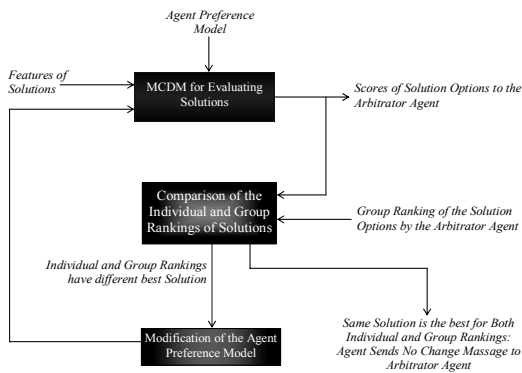 Agent Preference
Model
Features of
Solutions
MCDM for Evaluating
Solutions
Scores of Solution Options to the
Arbitrator Agent
Comparison of the
Individual and Group
Rankings of Solutions
Group Ranking of the Solution
Options by the Arbitrator Agent
Individual and Group Rankings
have different best Solution
Same Solution is the best for Both
Individual and Group Rankings:
Agent Sends No Change Massage to
Arbitrator Agent
Modification of the Agent
Preference Model